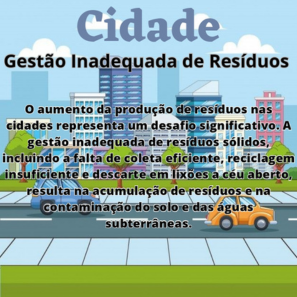 Cidade
Gestão Inadequada de Resíduos
O aumento da produção de resíduos nas
cidades representa um desafio significativo. A
gestão inadequada de resíduos sólidos,
incluindo a falta de coleta eficiente, reciclagem
insuficiente e descarte em lixões a céu aberto,
resulta na acumulação de resíduos e na
contaminação do solo e das águas
subterrâneas.